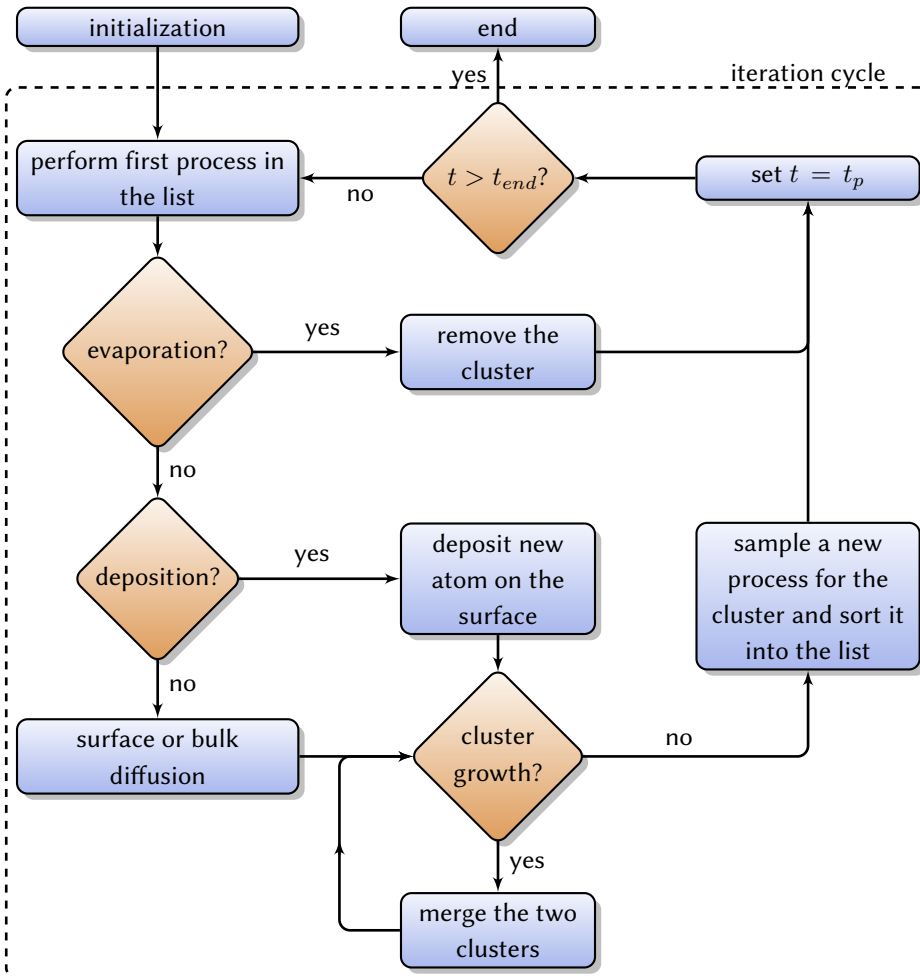 initialization
end
yes
iteration cycle
perform first process in
the list
no
t > t_end?
set t = t_p
evaporation?
yes
remove the
cluster
no
deposition?
yes
deposit new
atom on the
surface
sample a new
process for the
cluster and sort it
into the list
no
surface or bulk
diffusion
cluster
growth?
no
yes
merge the two
clusters